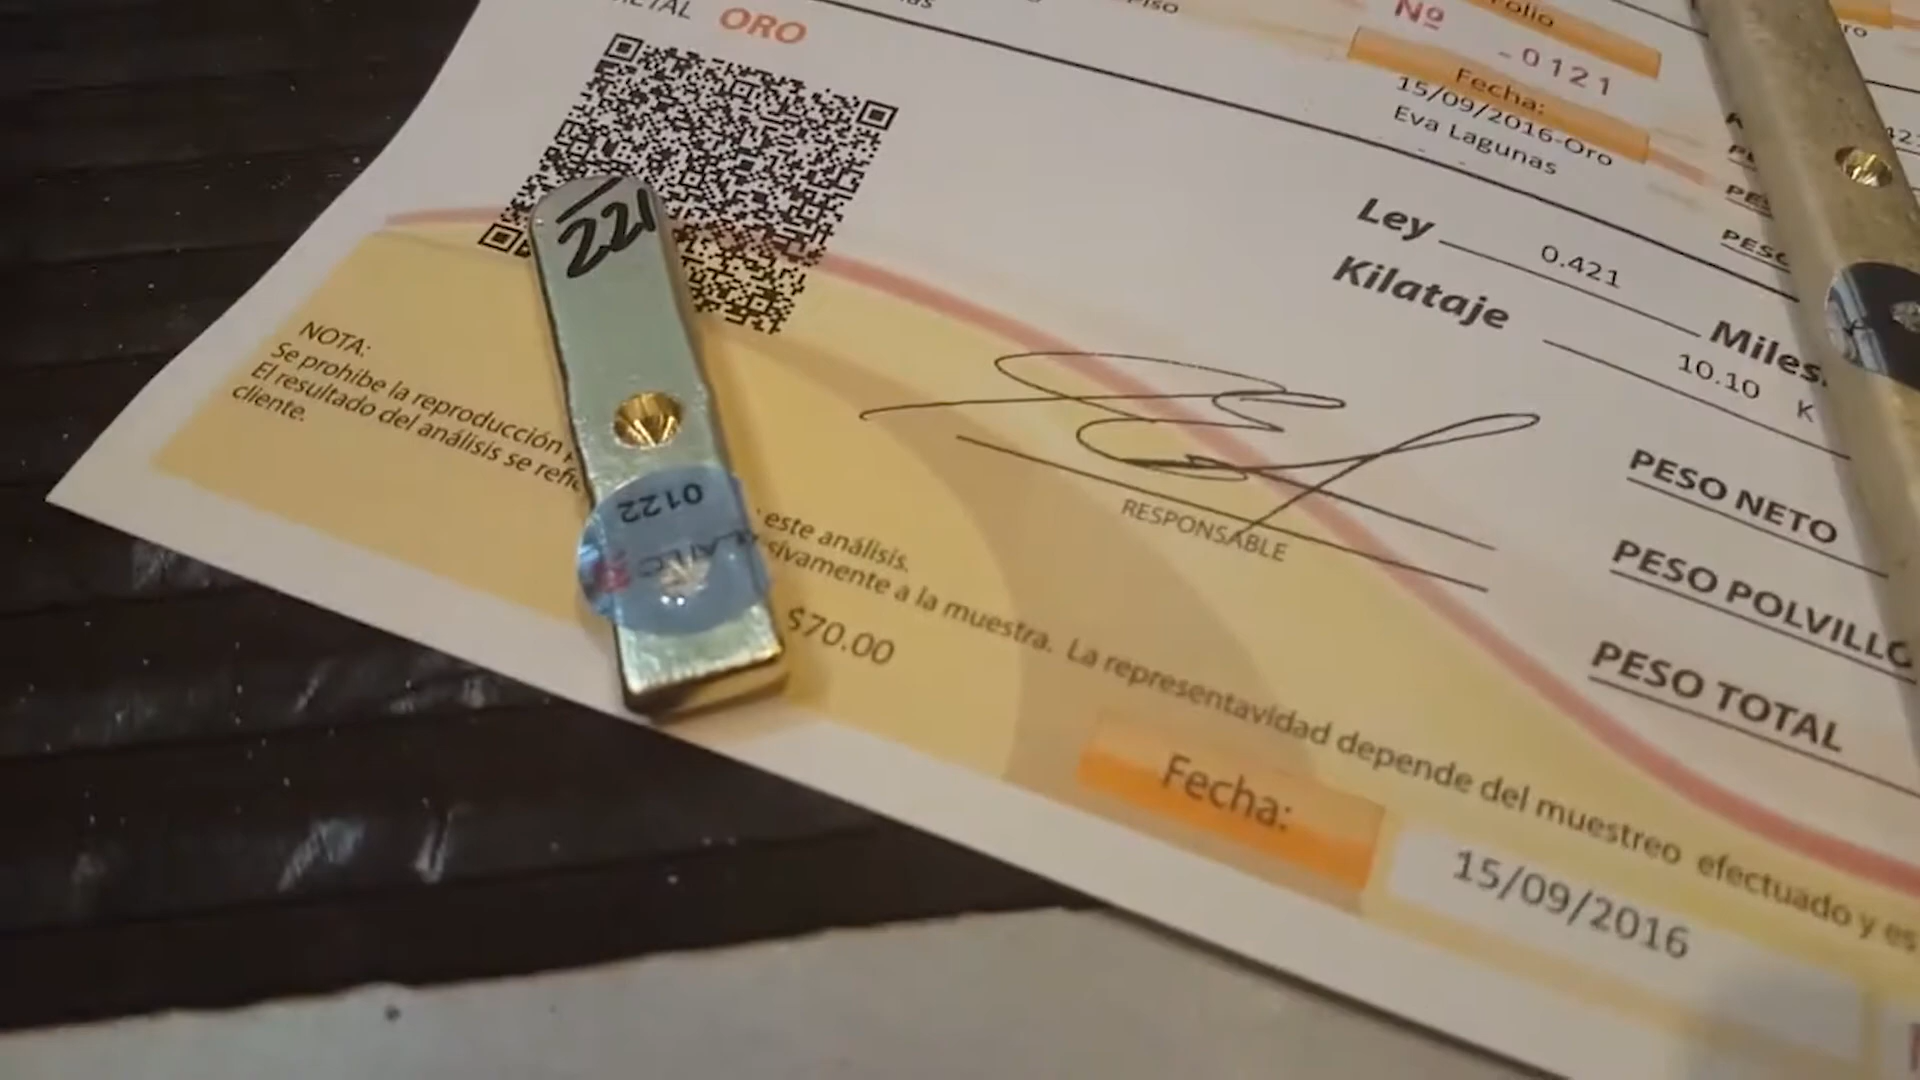 METAL ORO
Nº
Folio
-0121
Fecha:
15/09/2016-Oro
Eva Lagunas
Ley 0.421 Miles.
Kilataje 10.10 K
PESO NETO
PESO POLVILLO
PESO TOTAL
RESPONSABLE
NOTA:
Se prohibe la reproducción este análisis.
El resultado del análisis se a la muestra. La representavidad depende del muestreo efectuado y es
cliente.
$70.00
Fecha:
15/09/2016
221
0122